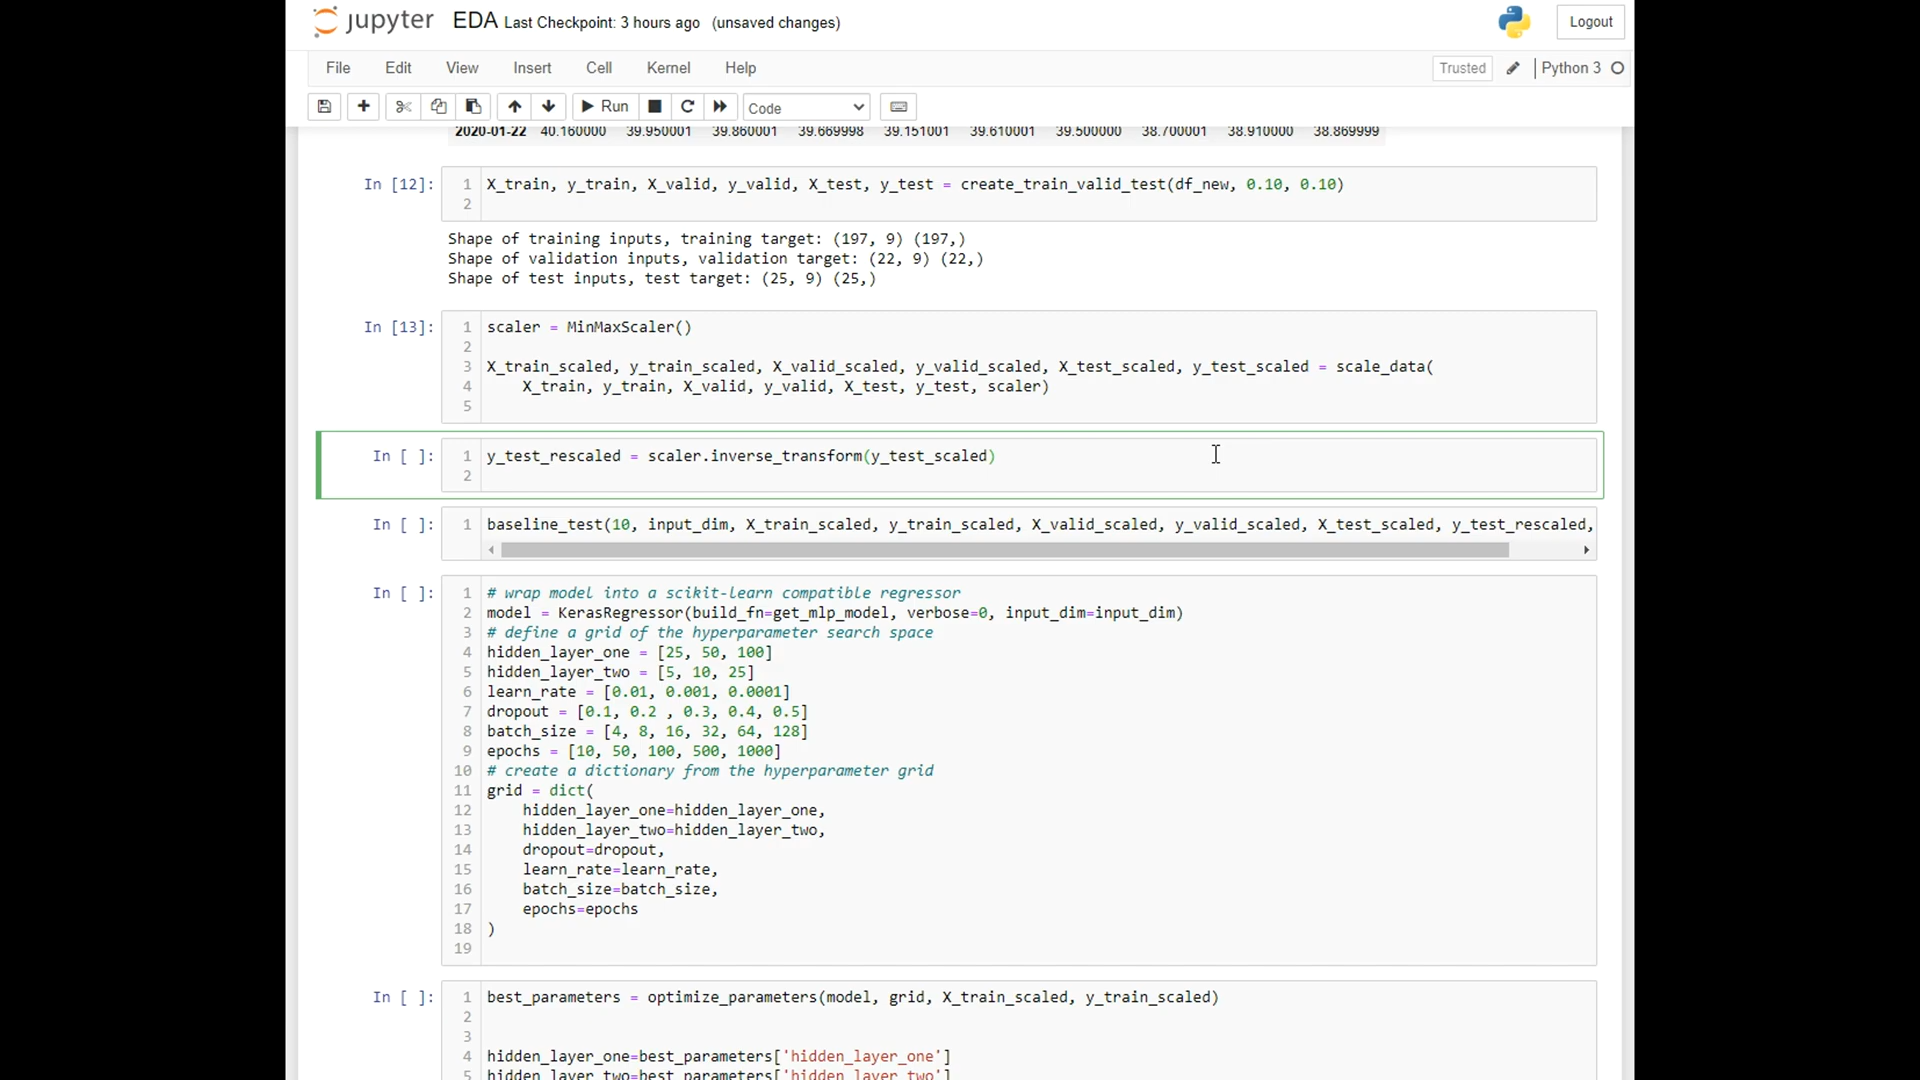 jupyter EDA Last Checkpoint: 3 hours ago (unsaved changes) Logout
File Edit View Insert Cell Kernel Help Trusted Python 3
Run Code
2020-01-22 40.160000 39.950001 39.860001 39.669998 39.151001 39.610001 39.500000 38.700001 38.910000 38.869999
In [12]: 1 X_train, y_train, X_valid, y_valid, X_test, y_test = create_train_valid_test(df_new, 0.10, 0.10)
2
Shape of training inputs, training target: (197, 9) (197,)
Shape of validation inputs, validation target: (22, 9) (22,)
Shape of test inputs, test target: (25, 9) (25,)
In [13]: 1 scaler = MinMaxScaler()
2
3 X_train_scaled, y_train_scaled, X_valid_scaled, y_valid_scaled, X_test_scaled, y_test_scaled = scale_data(
4     X_train, y_train, X_valid, y_valid, X_test, y_test, scaler)
5
In [ ]: 1 y_test_rescaled = scaler.inverse_transform(y_test_scaled)
2
In [ ]: 1 baseline_test(10, input_dim, X_train_scaled, y_train_scaled, X_valid_scaled, y_valid_scaled, X_test_scaled, y_test_rescaled,
In [ ]: 1 # wrap model into a scikit-learn compatible regressor
2 model = KerasRegressor(build_fn=get_mlp_model, verbose=0, input_dim=input_dim)
3 # define a grid of the hyperparameter search space
4 hidden_layer_one = [25, 50, 100]
5 hidden_layer_two = [5, 10, 25]
6 learn_rate = [0.01, 0.001, 0.0001]
7 dropout = [0.1, 0.2 , 0.3, 0.4, 0.5]
8 batch_size = [4, 8, 16, 32, 64, 128]
9 epochs = [10, 50, 100, 500, 1000]
10 # create a dictionary from the hyperparameter grid
11 grid = dict(
12     hidden_layer_one=hidden_layer_one,
13     hidden_layer_two=hidden_layer_two,
14     dropout=dropout,
15     learn_rate=learn_rate,
16     batch_size=batch_size,
17     epochs=epochs
18 )
19
In [ ]: 1 best_parameters = optimize_parameters(model, grid, X_train_scaled, y_train_scaled)
2
3
4 hidden_layer_one=best_parameters['hidden_layer_one']
5 hidden_layer_two=best_parameters['hidden_layer_two']